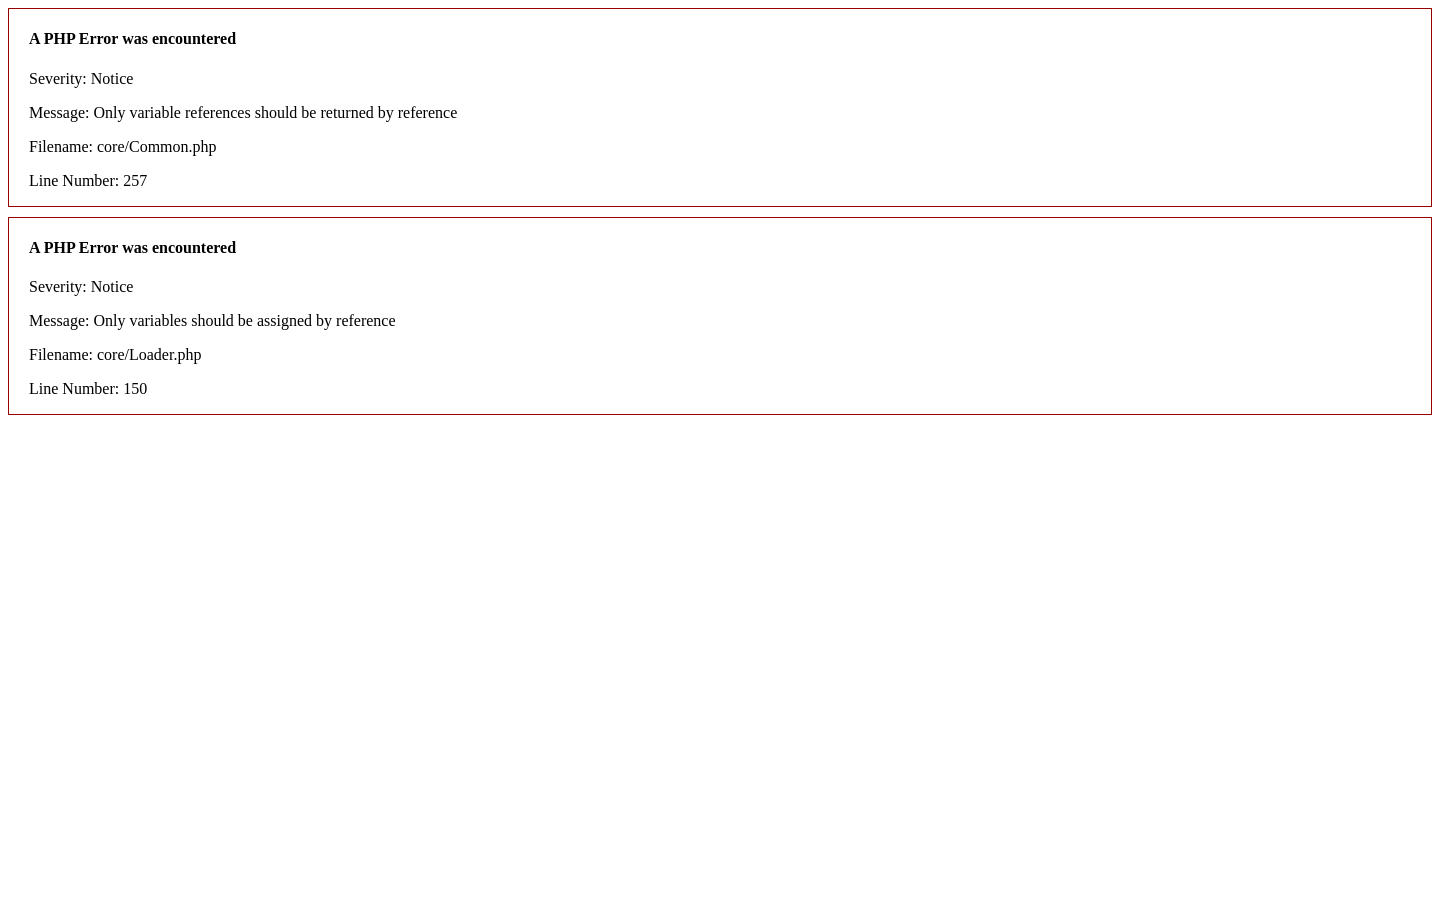 A PHP Error was encountered
Severity: Notice
Message: Only variable references should be returned by reference
Filename: core/Common.php
Line Number: 257
A PHP Error was encountered
Severity: Notice
Message: Only variables should be assigned by reference
Filename: core/Loader.php
Line Number: 150